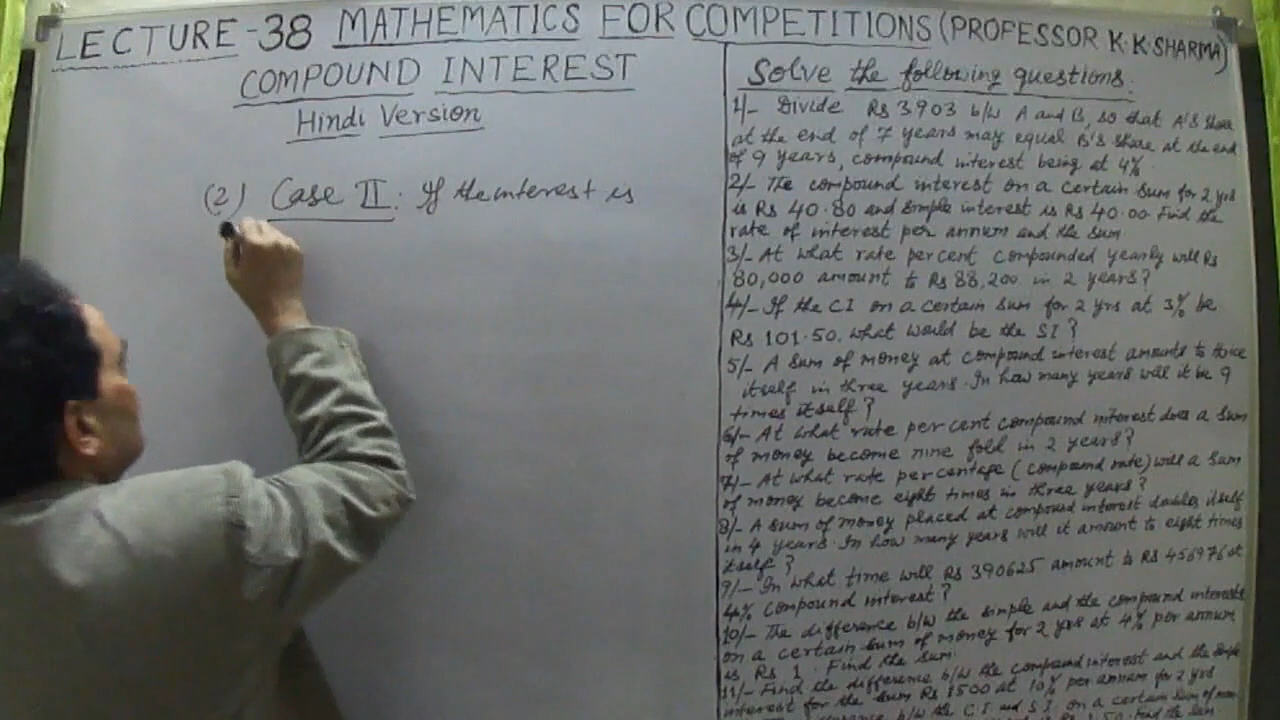 LECTURE-38 MATHEMATICS FOR COMPETITIONS (PROFESSOR K.K.SHARMA)
COMPOUND INTEREST
Hindi Version
(2) Case II: If the interest is
Solve the following questions:
1/- Divide Rs 3903 b/w A and B, so that A's share
at the end of 7 years may equal B's share at the end
of 9 years, compound interest being at 4%
2/- The compound interest on a certain sum for 2 yrs
is Rs 40.80 and simple interest is Rs 40.00 Find the
rate of interest per annum and the sum
3/- At what rate percent compounded yearly will Rs
80,000 amount to Rs 88,200 in 2 years?
4/- If the CI on a certain sum for 2 yrs at 3% be
Rs 101.50, what would be the SI?
5/- A sum of money at compound interest amounts to thrice
itself in three years. In how many years will it be 9
times itself?
6/- At what rate per cent compound interest does a sum
of money become nine fold in 2 years?
7/- At what rate percentage (compound rate) will a sum
of money become eight times in three years?
8/- A sum of money placed at compound interest doubles itself
in 4 years. In how many years will it amount to eight times
itself?
9/- In what time will Rs 390625 amount to Rs 456976 at
4% compound interest?
10/- The difference b/w the simple and the compound interests
on a certain sum of money for 2 yrs at 4% per annum
is Rs 1. Find the sum.
11/- Find the difference b/w the compound interest and the simple
interest for the sum Rs 1500 at 10% per annum for 2 yrs
b/w the C.I and S.I on a certain sum of